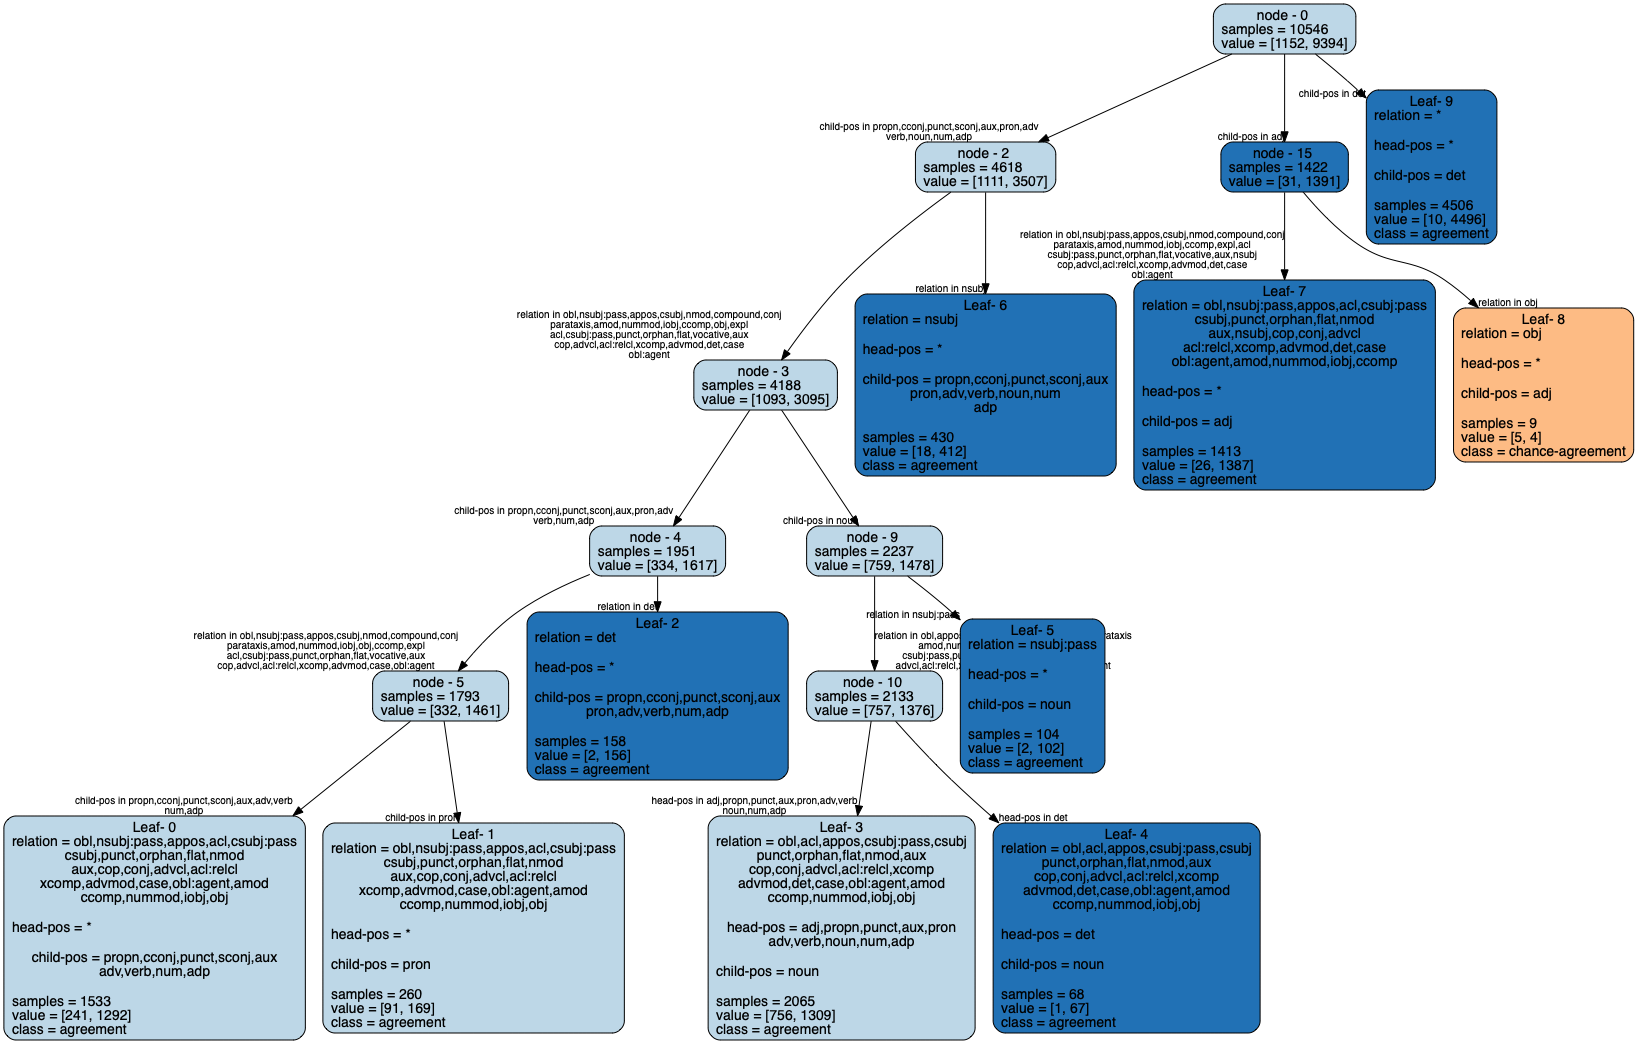 node - 0
samples = 10546
value = [1152, 9394]
child-pos in propn,cconj,punct,sconj,aux,pron,adv
verb,noun,num,adp
child-pos in
child-pos in
node - 2
samples = 4618
value = [1111, 3507]
node - 15
samples = 1422
value = [31, 1391]
Leaf- 9
relation = *
head-pos = *
child-pos = det
samples = 4506
value = [10, 4496]
class = agreement
relation in obl,nsubj:pass,appos,csubj,nmod,compound,conj
parataxis,amod,nummod,iobj,ccomp,obj,expl
acl,csubj:pass,punct,orphan,flat,vocative,aux
cop,advcl,acl:relcl,xcomp,advmod,det,case
obl:agent
relation in nsubj
relation in obl,nsubj:pass,appos,csubj,nmod,compound,conj
parataxis,amod,nummod,iobj,ccomp,expl,acl
csubj:pass,punct,orphan,flat,vocative,aux,nsubj
cop,advcl,acl:relcl,xcomp,advmod,det,case
obl:agent
relation in obj
node - 3
samples = 4188
value = [1093, 3095]
Leaf- 6
relation = nsubj
head-pos = *
child-pos = propn,cconj,punct,sconj,aux
pron,adv,verb,noun,num
adp
samples = 430
value = [18, 412]
class = agreement
Leaf- 7
relation = obl,nsubj:pass,appos,acl,csubj:pass
csubj,punct,orphan,flat,nmod
aux,nsubj,cop,conj,advcl
acl:relcl,xcomp,advmod,det,case
obl:agent,amod,nummod,iobj,ccomp
head-pos = *
child-pos = adj
samples = 1413
value = [26, 1387]
class = agreement
Leaf- 8
relation = obj
head-pos = *
child-pos = adj
samples = 9
value = [5, 4]
class = chance-agreement
child-pos in propn,cconj,punct,sconj,aux,pron,adv
verb,num,adp
child-pos in noun
node - 4
samples = 1951
value = [334, 1617]
node - 9
samples = 2237
value = [759, 1478]
relation in obl,nsubj:pass,appos,csubj,nmod,compound,conj
parataxis,amod,nummod,iobj,obj,ccomp,expl
acl,csubj:pass,punct,orphan,flat,vocative,aux
cop,advcl,acl:relcl,xcomp,advmod,case,obl:agent
relation in det
relation in nsubj:pass
node - 5
samples = 1793
value = [332, 1461]
Leaf- 2
relation = det
head-pos = *
child-pos = propn,cconj,punct,sconj,aux
pron,adv,verb,num,adp
samples = 158
value = [2, 156]
class = agreement
node - 10
samples = 2133
value = [757, 1376]
Leaf- 5
relation = nsubj:pass
head-pos = *
child-pos = noun
samples = 104
value = [2, 102]
class = agreement
child-pos in propn,cconj,punct,sconj,aux,adv,verb
num,adp
child-pos in pron
head-pos in adj,propn,punct,aux,pron,adv,verb
noun,num,adp
head-pos in det
Leaf- 0
relation = obl,nsubj:pass,appos,acl,csubj:pass
csubj,punct,orphan,flat,nmod
aux,cop,conj,advcl,acl:relcl
xcomp,advmod,case,obl:agent,amod
ccomp,nummod,iobj,obj
head-pos = *
child-pos = propn,cconj,punct,sconj,aux
adv,verb,num,adp
samples = 1533
value = [241, 1292]
class = agreement
Leaf- 1
relation = obl,nsubj:pass,appos,acl,csubj:pass
csubj,punct,orphan,flat,nmod
aux,cop,conj,advcl,acl:relcl
xcomp,advmod,case,obl:agent,amod
ccomp,nummod,iobj,obj
head-pos = *
child-pos = pron
samples = 260
value = [91, 169]
class = agreement
Leaf- 3
relation = obl,acl,appos,csubj:pass,csubj
punct,orphan,flat,nmod,aux
cop,conj,advcl,acl:relcl,xcomp
advmod,det,case,obl:agent,amod
ccomp,nummod,iobj,obj
head-pos = adj,propn,punct,aux,pron
adv,verb,noun,num,adp
child-pos = noun
samples = 2065
value = [756, 1309]
class = agreement
Leaf- 4
relation = obl,acl,appos,csubj:pass,csubj
punct,orphan,flat,nmod,aux
cop,conj,advcl,acl:relcl,xcomp
advmod,det,case,obl:agent,amod
ccomp,nummod,iobj,obj
head-pos = det
child-pos = noun
samples = 68
value = [1, 67]
class = agreement